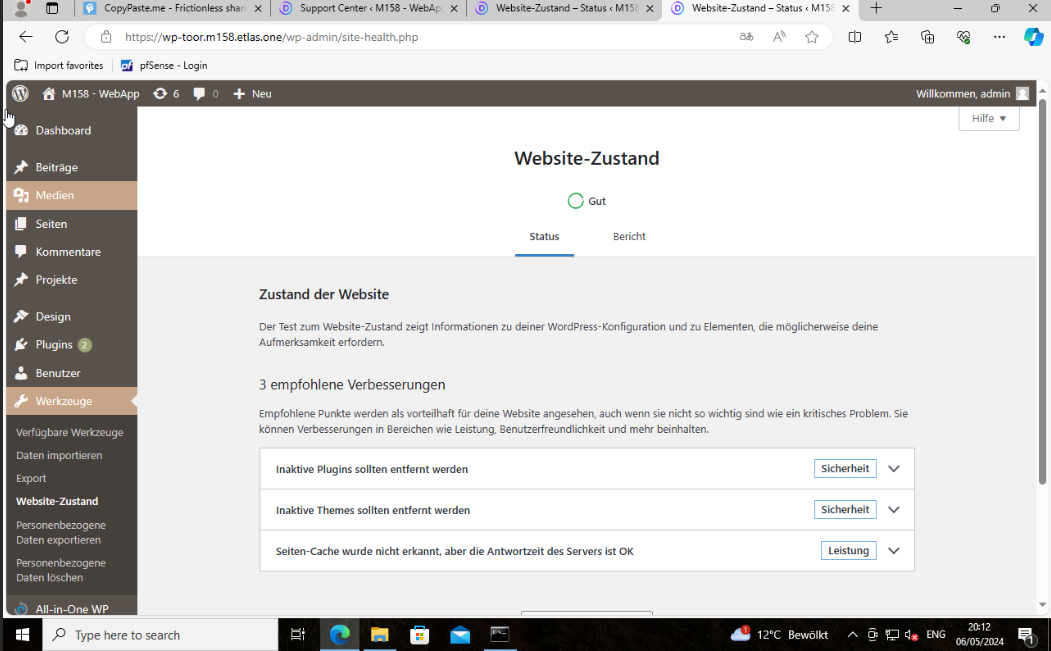 CopyPaste.me - Frictionless shari
Support Center ‹ M158 - WebAp
Website-Zustand – Status ‹ M158
Website-Zustand – Status ‹ M158
https://wp-toor.m158.etlas.one/wp-admin/site-health.php
Import favorites
pfSense - Login
M158 - WebApp
6
0
Neu
Willkommen, admin
Hilfe
Dashboard
Beiträge
Medien
Seiten
Kommentare
Projekte
Design
Plugins 2
Benutzer
Werkzeuge
Verfügbare Werkzeuge
Daten importieren
Export
Website-Zustand
Personenbezogene
Daten exportieren
Personenbezogene
Daten löschen
All-in-One WP
Website-Zustand
Gut
Status
Bericht
Zustand der Website
Der Test zum Website-Zustand zeigt Informationen zu deiner WordPress-Konfiguration und zu Elementen, die möglicherweise deine
Aufmerksamkeit erfordern.
3 empfohlene Verbesserungen
Empfohlene Punkte werden als vorteilhaft für deine Website angesehen, auch wenn sie nicht so wichtig sind wie ein kritisches Problem. Sie
können Verbesserungen in Bereichen wie Leistung, Benutzerfreundlichkeit und mehr beinhalten.
Inaktive Plugins sollten entfernt werden
Sicherheit
Inaktive Themes sollten entfernt werden
Sicherheit
Seiten-Cache wurde nicht erkannt, aber die Antwortzeit des Servers ist OK
Leistung
Type here to search
1
12°C Bewölkt
ENG
20:12
06/05/2024
1